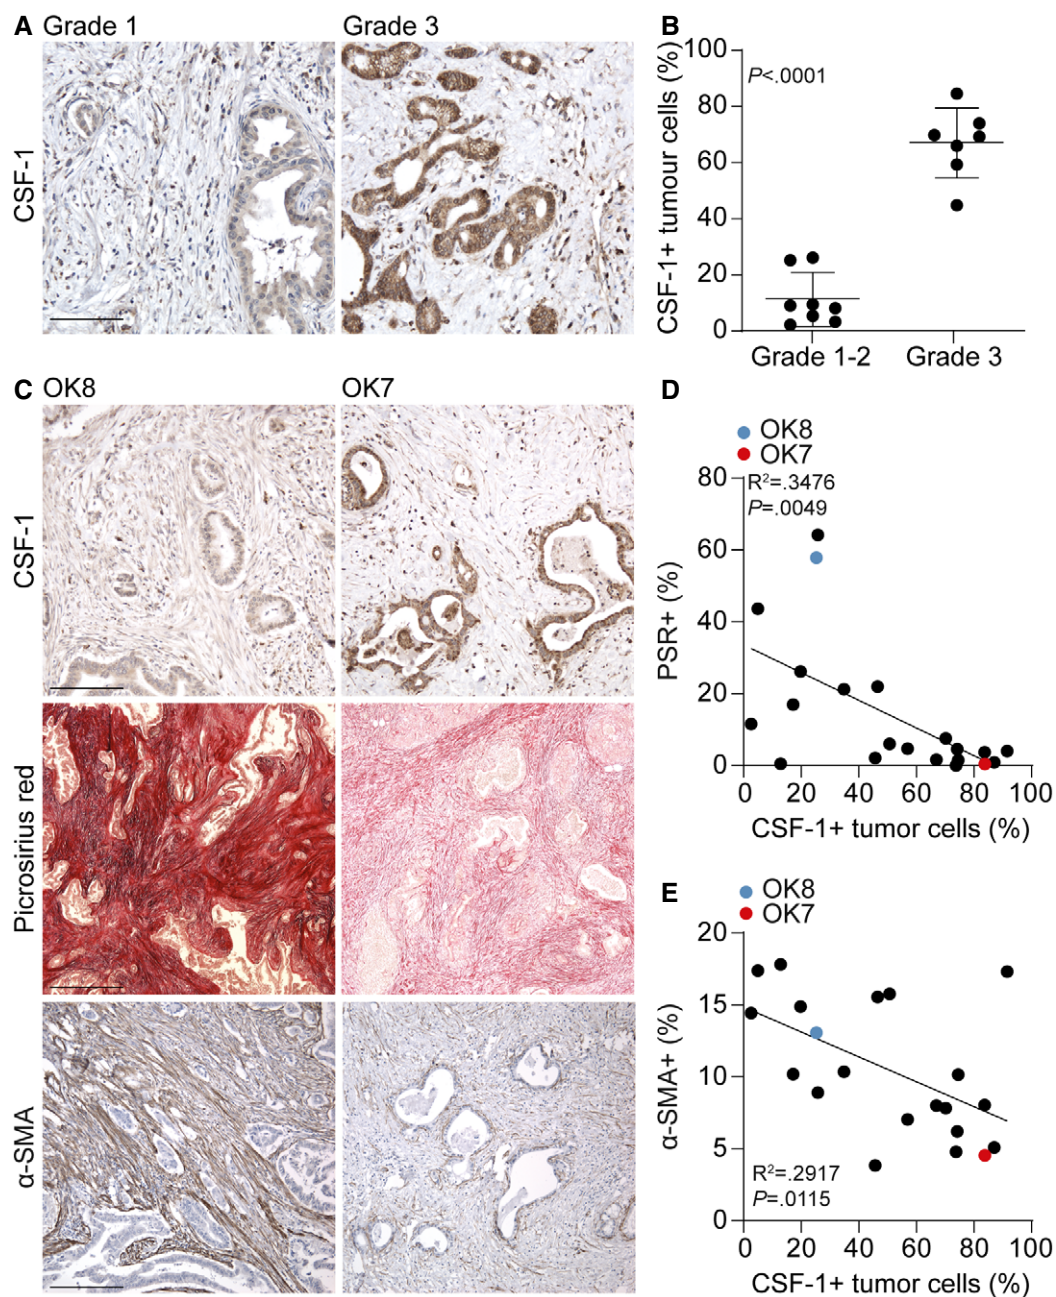 A
Grade 1
Grade 3
CSF-1
B
CSF-1+ tumour cells (%)
100
80
60
40
20
0
P<.0001
Grade 1-2
Grade 3
C
OK8
OK7
CSF-1
Picrosirius red
α-SMA
D
OK8
OK7
R²=.3476
P=.0049
PSR+ (%)
80
60
40
20
0
0 20 40 60 80 100
CSF-1+ tumor cells (%)
E
OK8
OK7
α-SMA+ (%)
20
15
10
5
0
R²=.2917
P=.0115
0 20 40 60 80 100
CSF-1+ tumor cells (%)